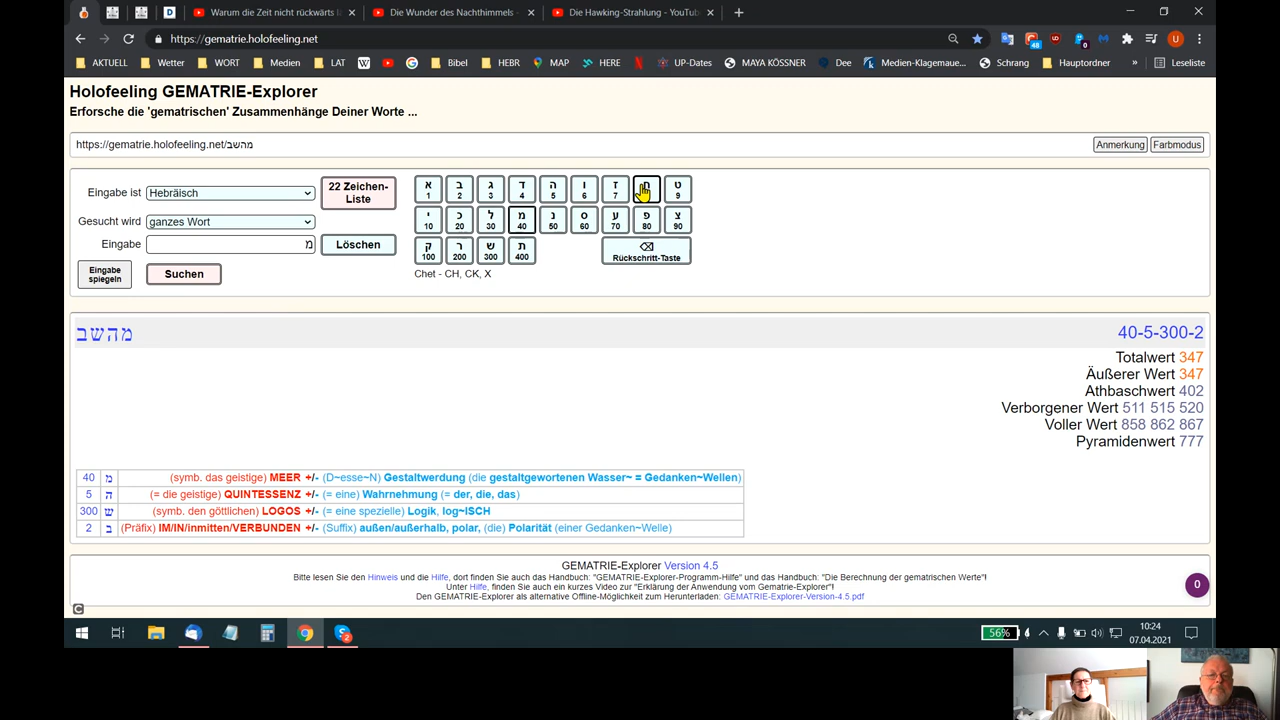 Warum die Zeit nicht rückwärts l
Die Wunder des Nachthimmels -
Die Hawking-Strahlung - YouTub
https://gematrie.holofeeling.net
AKTUELL Wetter WORT Medien LAT Bibel HEBR MAP HERE UP-Dates MAYA KÖSSNER Dee Medien-Klagemaue... Schrang Hauptordner » Leseliste
Holofeeling GEMATRIE-Explorer
Erforsche die 'gematrischen' Zusammenhänge Deiner Worte ...
https://gematrie.holofeeling.net/מהשב
Anmerkung Farbmodus
Eingabe ist Hebräisch
22 Zeichen-Liste
Gesucht wird ganzes Wort
Eingabe מ Löschen
Eingabe spiegeln Suchen
א ב ג ד ה ו ז ח ט
1 2 3 4 5 6 7 9
י כ ל מ נ ס ע פ צ
10 20 30 40 50 60 70 80 90
ק ר ש ת ⌫
100 200 300 400 Rückschritt-Taste
Chet - CH, CK, X
מהשב 40-5-300-2
Totalwert 347
Äußerer Wert 347
Athbaschwert 402
Verborgener Wert 511 515 520
Voller Wert 858 862 867
Pyramidenwert 777
40 מ (symb. das geistige) MEER +/- (D~esse~N) Gestaltwerdung (die gestaltgewortenen Wasser~ = Gedanken~Wellen)
5 ה (= die geistige) QUINTESSENZ +/- (= eine) Wahrnehmung (= der, die, das)
300 ש (symb. den göttlichen) LOGOS +/- (= eine spezielle) Logik, log~ISCH
2 ב (Präfix) IM/IN/inmitten/VERBUNDEN +/- (Suffix) außen/außerhalb, polar, (die) Polarität (einer Gedanken~Welle)
GEMATRIE-Explorer Version 4.5
Bitte lesen Sie den Hinweis und die Hilfe, dort finden Sie auch das Handbuch: "GEMATRIE-Explorer-Programm-Hilfe" und das Handbuch: "Die Berechnung der gematrischen Werte"!
Unter Hilfe, finden Sie auch ein kurzes Video zur "Erklärung der Anwendung vom Gematrie-Explorer"!
Den GEMATRIE-Explorer als alternative Offline-Möglichkeit zum Herunterladen: GEMATRIE-Explorer-Version-4.5.pdf
0
56%
10:24
07.04.2021